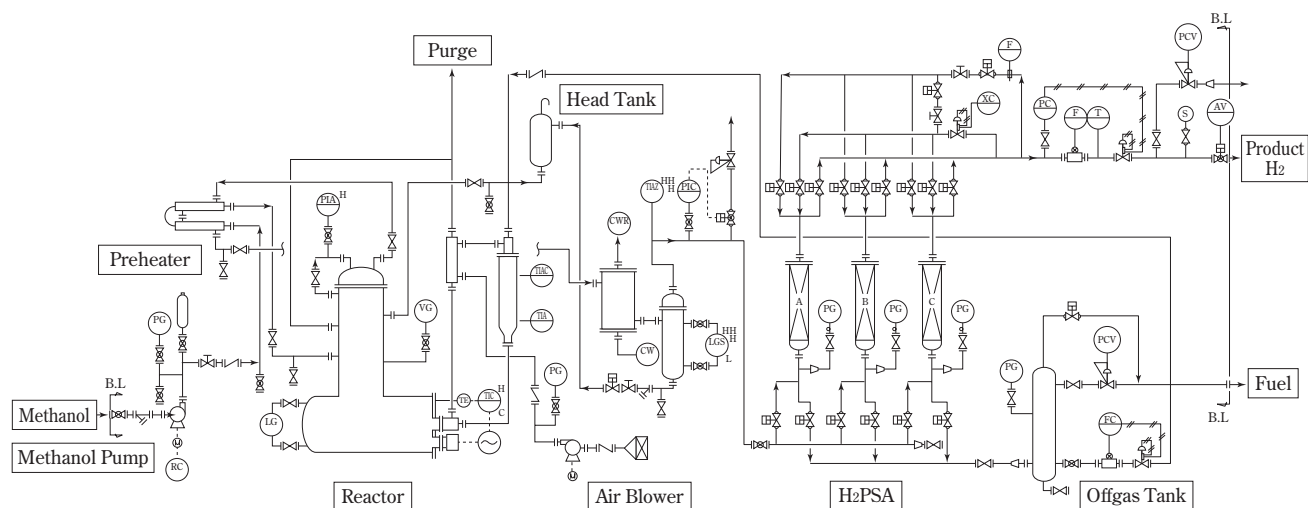 B.L
PCV
F
Purge
Head Tank
XC
PC
F
T
S
AV
Product
H2
PIA
H
TIAZ
HH
H
PIC
CWR
Preheater
TIAC
TIA
A
B
C
PG
PG
PG
PG
VG
CW
LGS
HH
H
L
PG
PG
PCV
B.L
Methanol
Methanol Pump
LG
TE
TIC
H
C
Fuel
B.L
FC
M
RC
M
Reactor
Air Blower
H2PSA
Offgas Tank